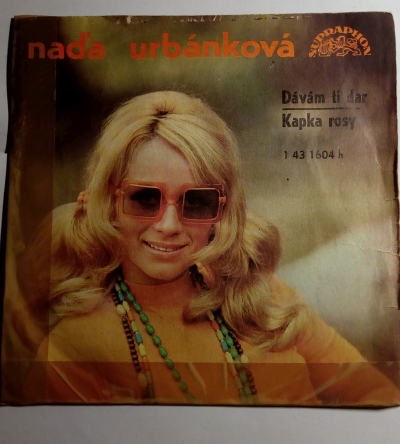 naďa urbánková
SUPRAPHON
Dávám ti dar
Kapka rosy
1 43 1604 h